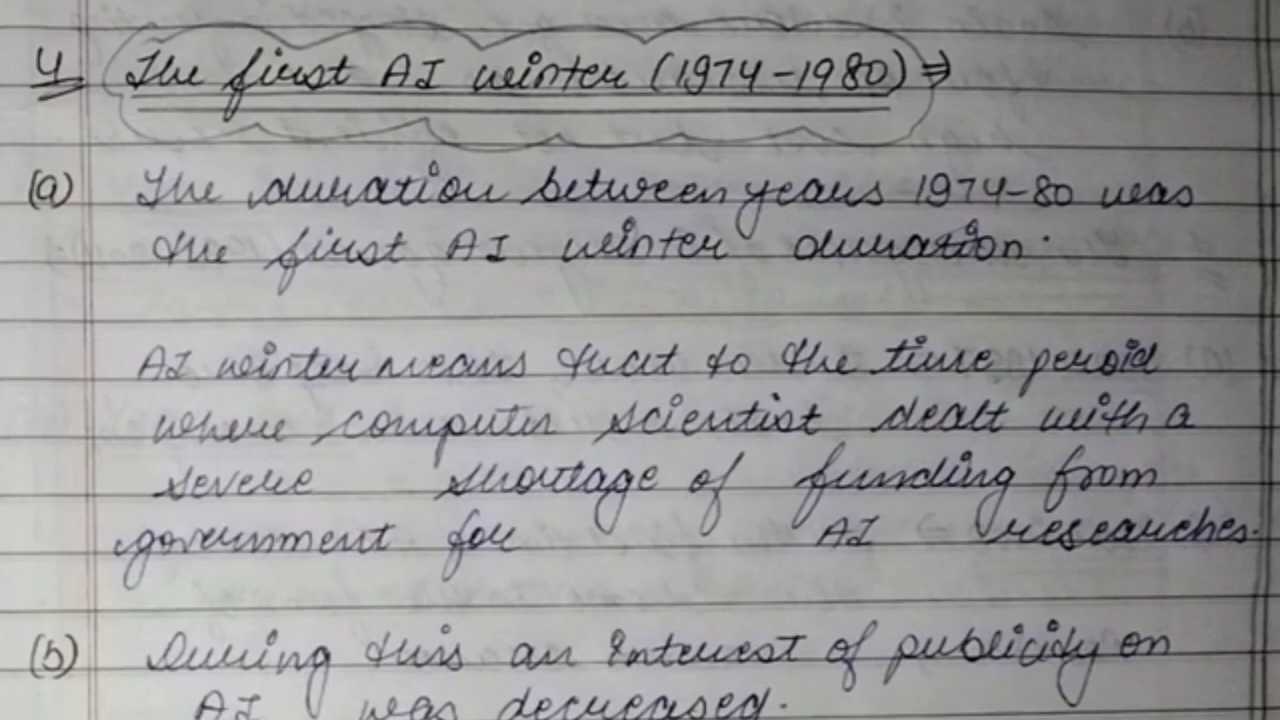 4 The first AI winter (1974-1980) ⇒
(a) The duration between years 1974-80 was
the first AI winter duration.
AI winter means that to the time peroid
where computer scientist dealt with a
severe shortage of funding from
government for AI researches.
(b) During this an interest of publicity on
AI was decreased.